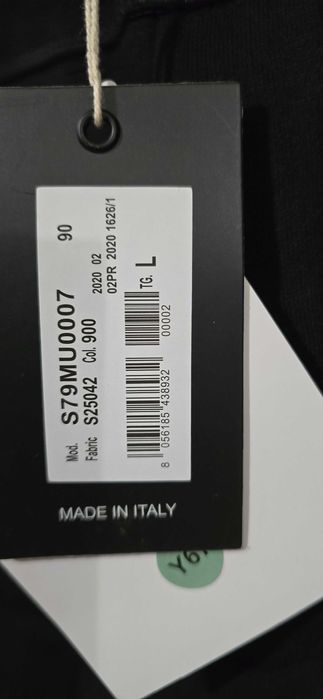 Mod. S79MU0007 90
Fabric S25042 Col. 900 2020 02
02PR 2020 1626/1
TG. L
00002
8 056185 438932
MADE IN ITALY